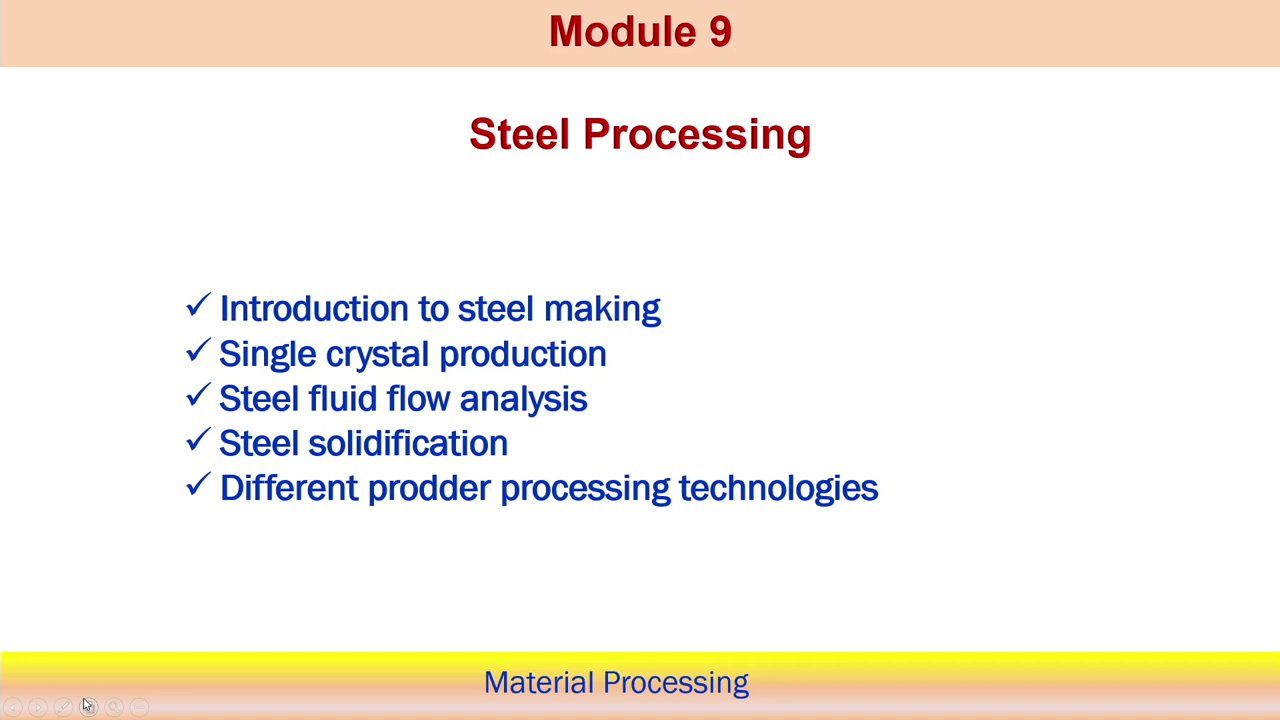 Module 9
Steel Processing
✓ Introduction to steel making
✓ Single crystal production
✓ Steel fluid flow analysis
✓ Steel solidification
✓ Different prodder processing technologies
Material Processing